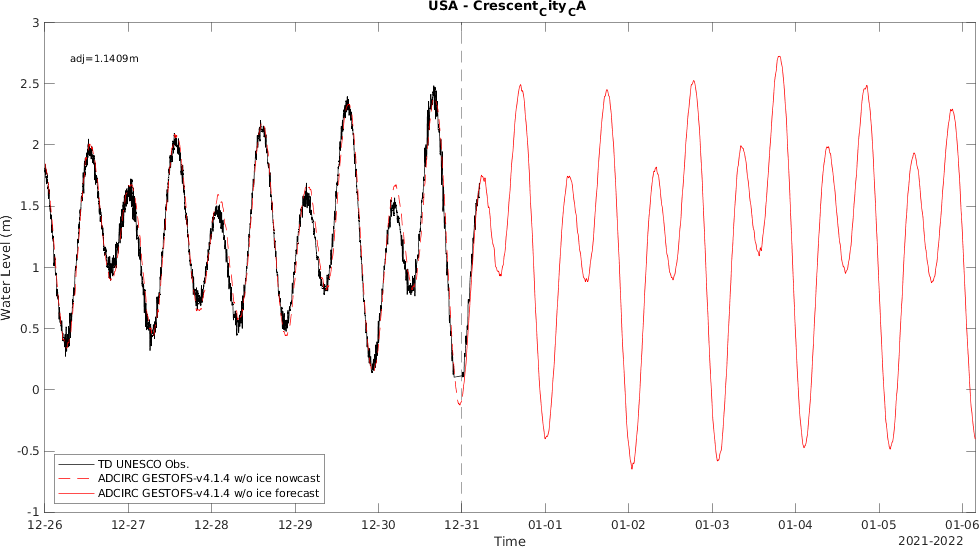 USA - CrescentCityCA
adj=1.1409m
3
2.5
2
1.5
1
0.5
0
-0.5
-1
Water Level (m)
TD UNESCO Obs.
ADCIRC GESTOFS-v4.1.4 w/o ice nowcast
ADCIRC GESTOFS-v4.1.4 w/o ice forecast
12-26 12-27 12-28 12-29 12-30 12-31 01-01 01-02 01-03 01-04 01-05 01-06
Time
2021-2022